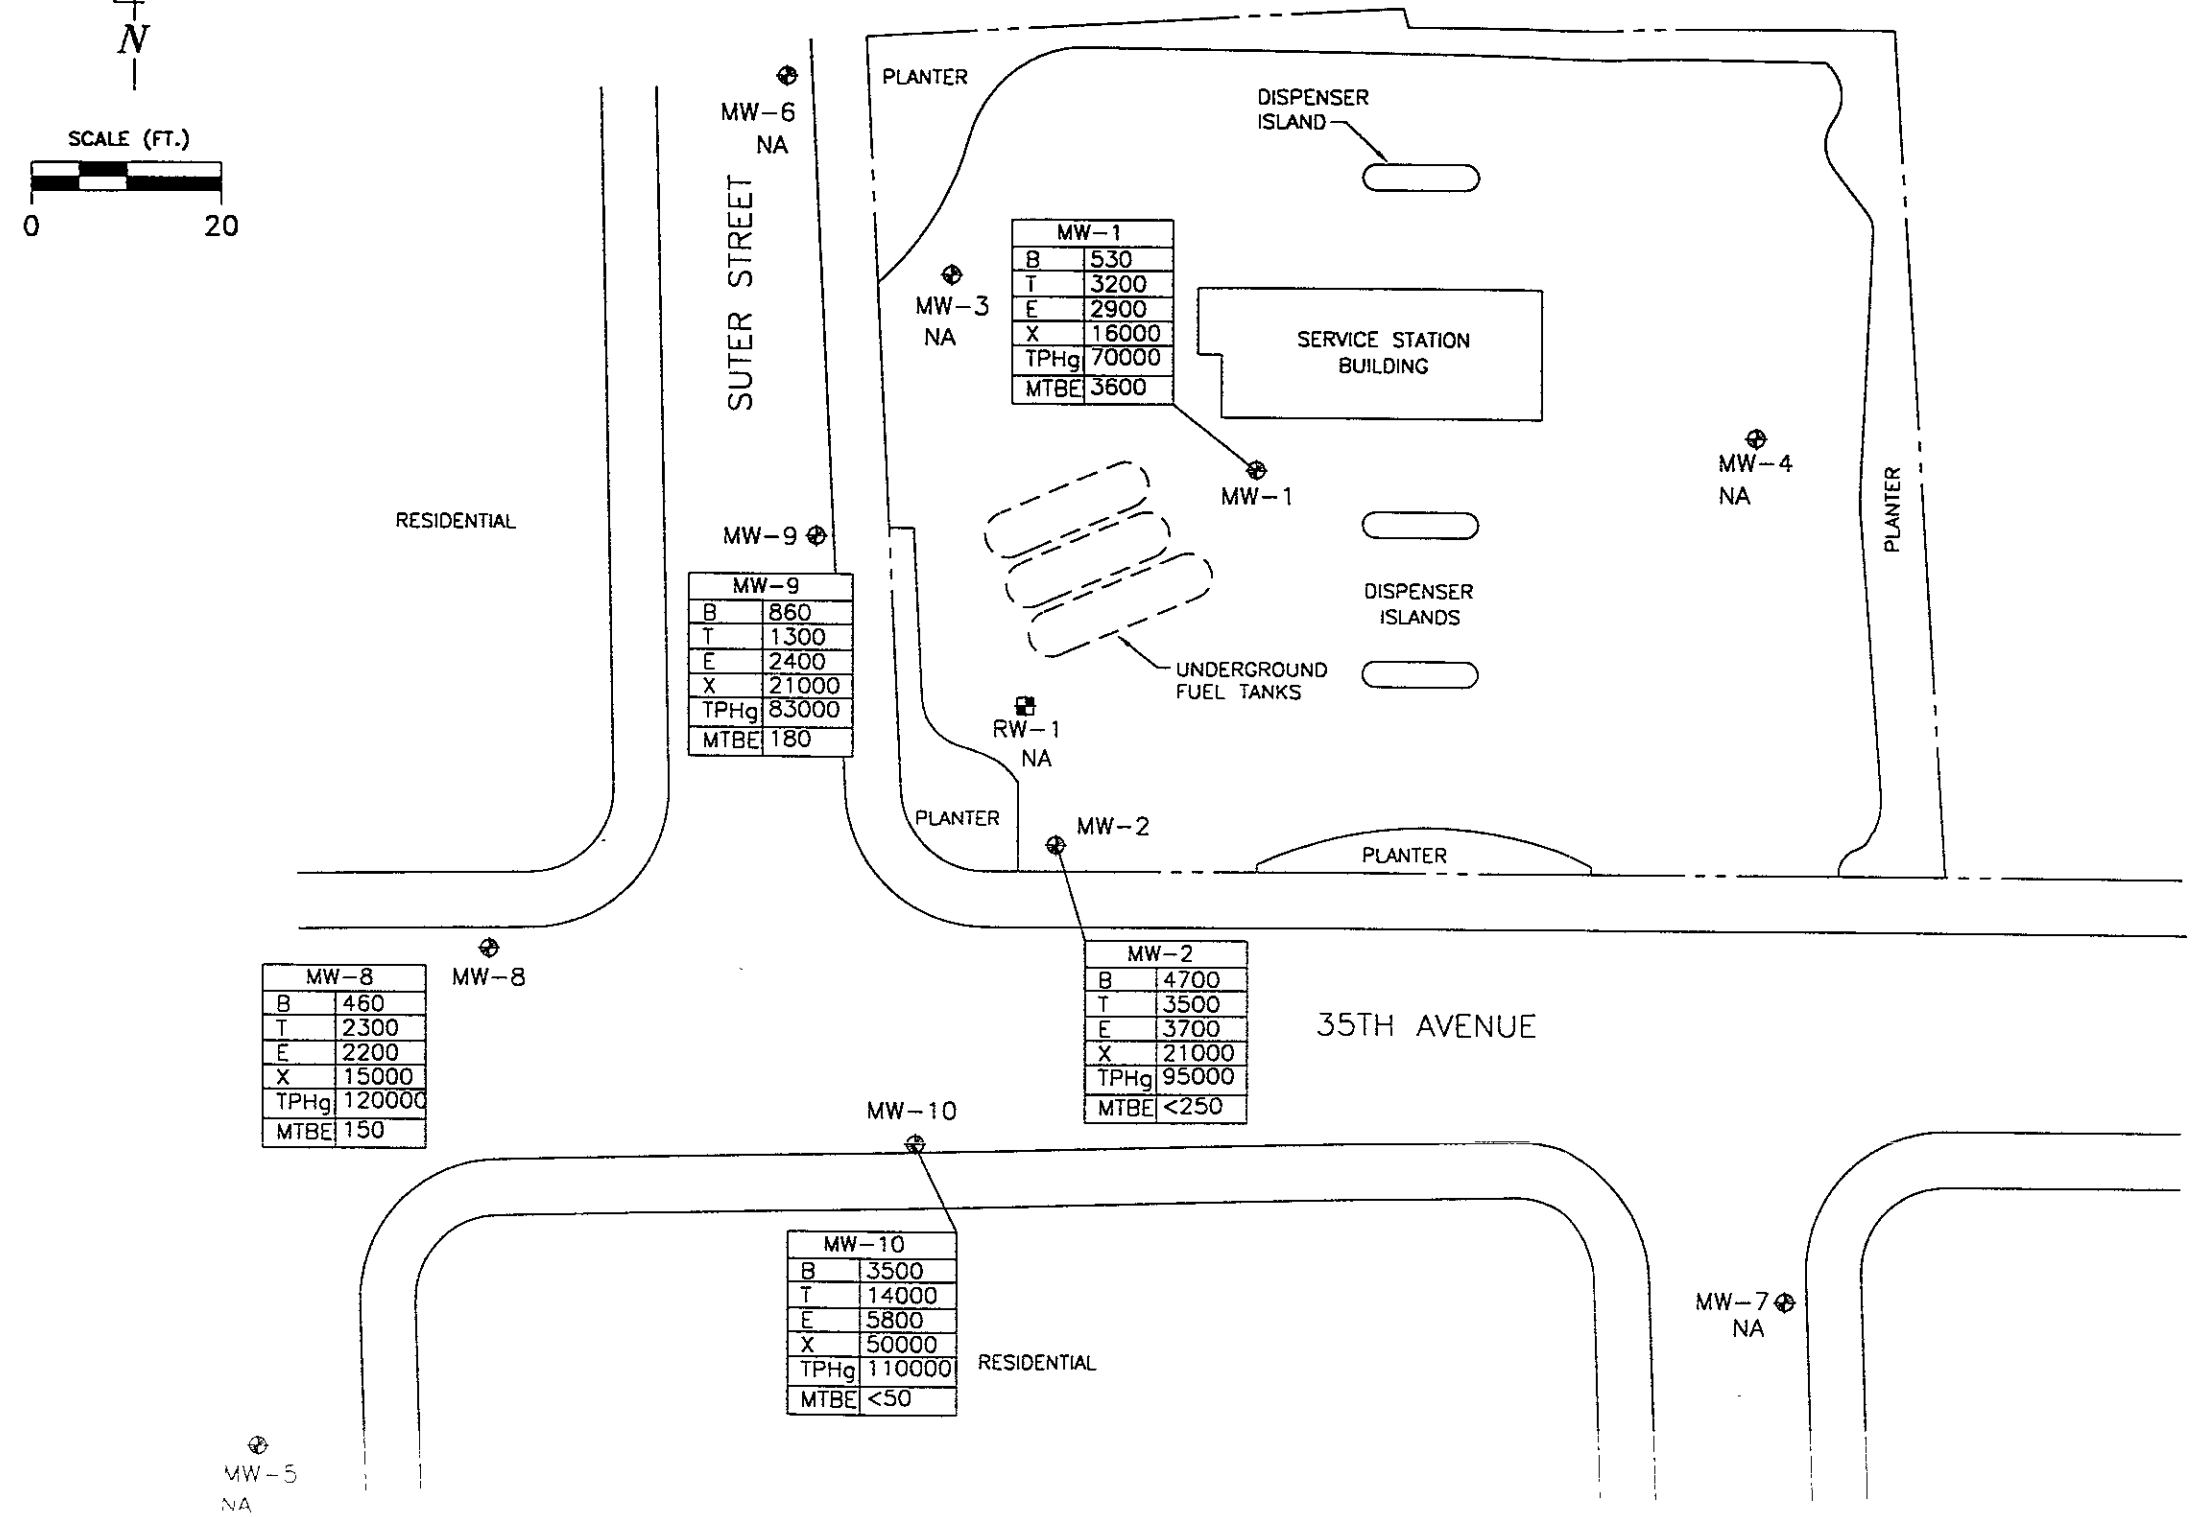 N
SCALE (FT.)
0 20
MW-6
NA
SUTER STREET
PLANTER
DISPENSER
ISLAND
MW-3
NA
MW-1
B 530
T 3200
E 2900
X 16000
TPHg 70000
MTBE 3600
SERVICE STATION
BUILDING
MW-1
MW-4
NA
PLANTER
RESIDENTIAL
MW-9
MW-9
B 860
T 1300
E 2400
X 21000
TPHg 83000
MTBE 180
DISPENSER
ISLANDS
UNDERGROUND
FUEL TANKS
RW-1
NA
PLANTER
MW-2
PLANTER
MW-8
MW-8
B 460
T 2300
E 2200
X 15000
TPHg 120000
MTBE 150
MW-2
B 4700
T 3500
E 3700
X 21000
TPHg 95000
MTBE <250
35TH AVENUE
MW-10
MW-10
B 3500
T 14000
E 5800
X 50000
TPHg 110000
MTBE <50
RESIDENTIAL
MW-7
NA
MW-5
NA